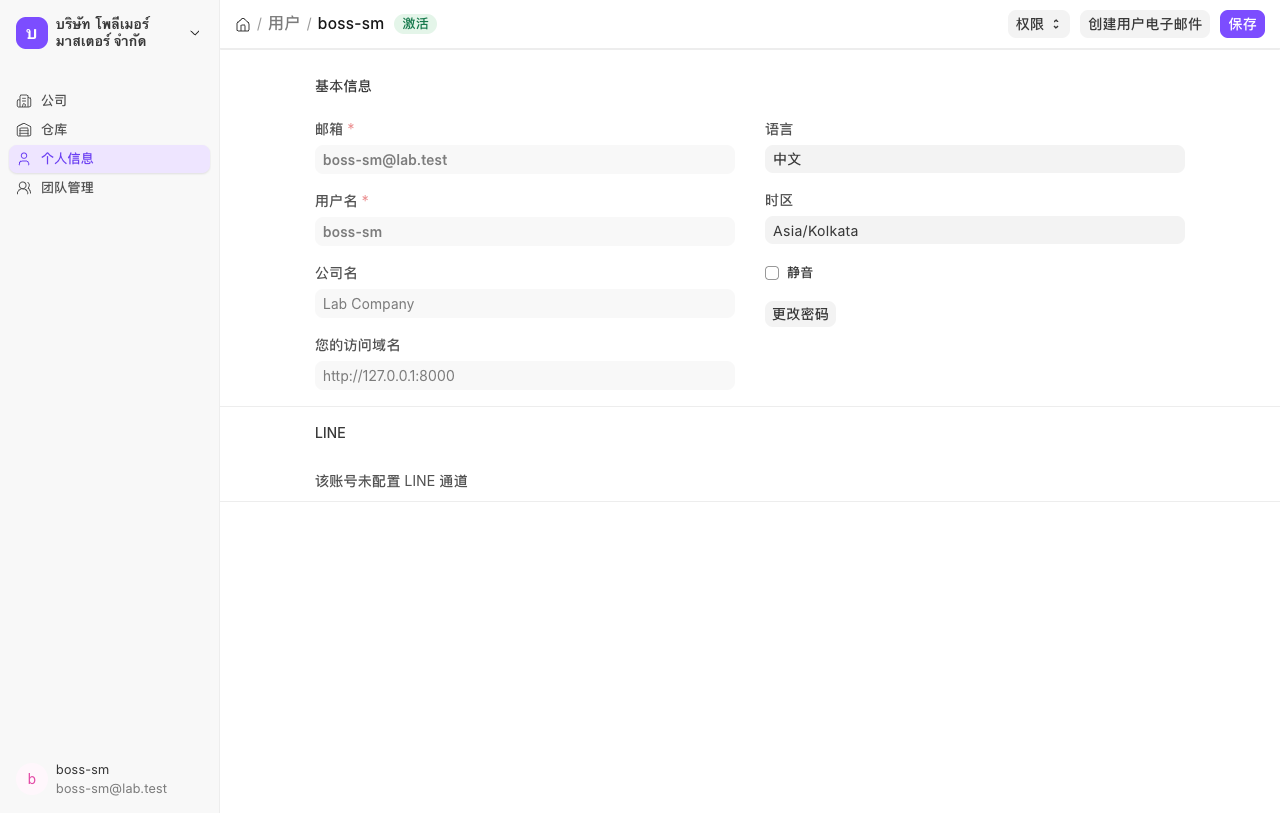 บ
บริษัท โพลีเมอร์
มาสเตอร์ จำกัด
公司
仓库
个人信息
团队管理
b
boss-sm
boss-sm@lab.test
/ 用户 / boss-sm 激活
权限
创建用户电子邮件
保存
基本信息
邮箱 *
boss-sm@lab.test
用户名 *
boss-sm
公司名
Lab Company
您的访问域名
http://127.0.0.1:8000
语言
中文
时区
Asia/Kolkata
静音
更改密码
LINE
该账号未配置 LINE 通道